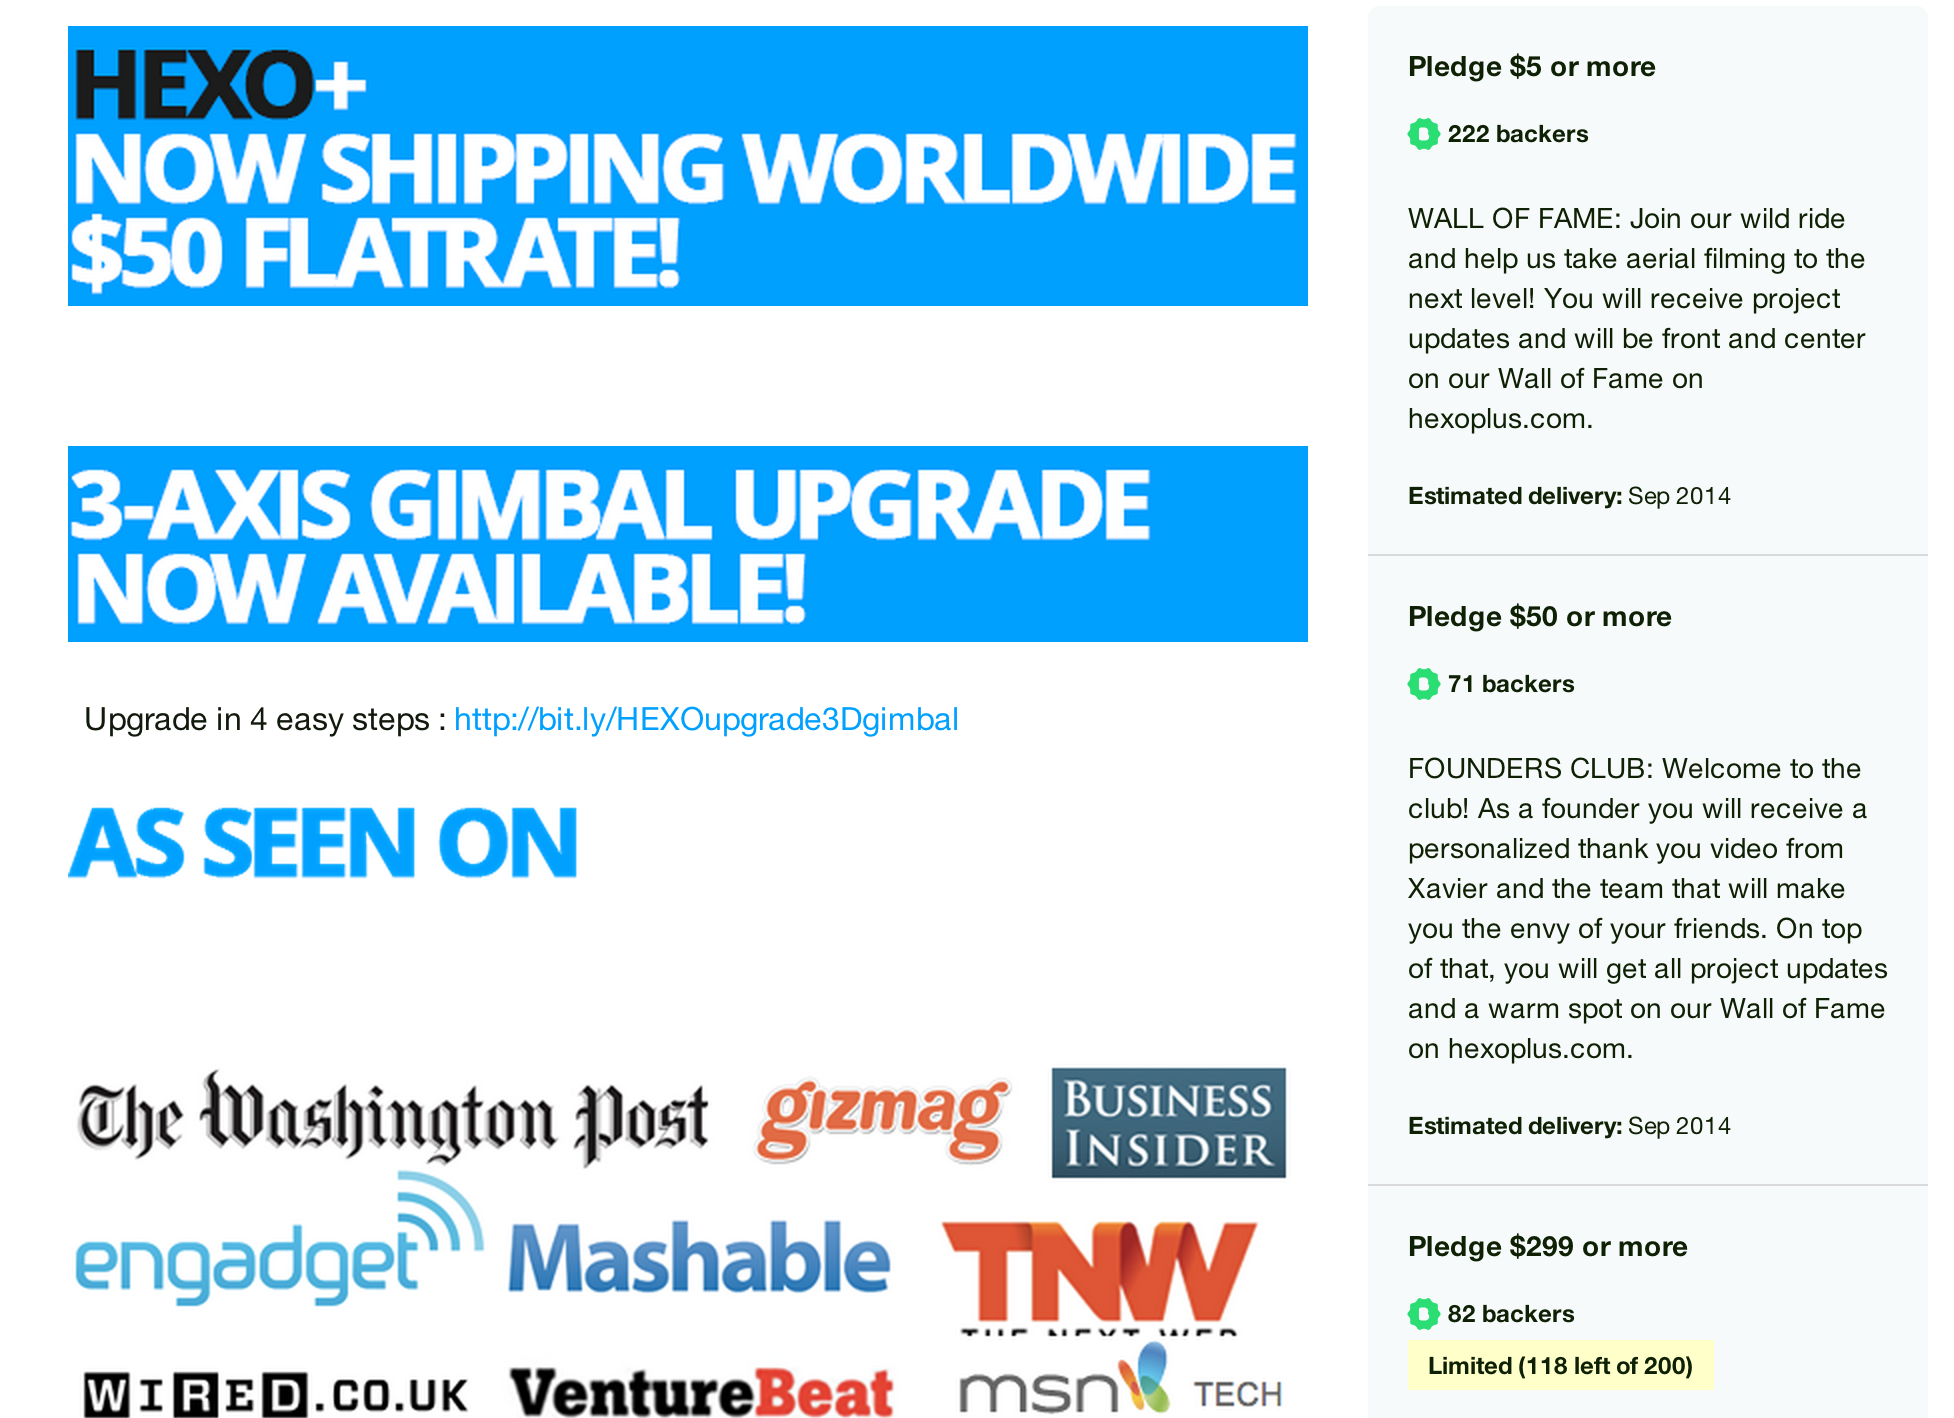 HEXO+
NOW SHIPPING WORLDWIDE
$50 FLATRATE!
3-AXIS GIMBAL UPGRADE
NOW AVAILABLE!
Upgrade in 4 easy steps : http://bit.ly/HEXOupgrade3Dgimbal
AS SEEN ON
The Washington Post
gizmag
BUSINESS
INSIDER
engadget
Mashable
TNW
THE NEXT WEB
WIRED.CO.UK
VentureBeat
msn TECH
Pledge $5 or more
222 backers
WALL OF FAME: Join our wild ride
and help us take aerial filming to the
next level! You will receive project
updates and will be front and center
on our Wall of Fame on
hexoplus.com.
Estimated delivery: Sep 2014
Pledge $50 or more
71 backers
FOUNDERS CLUB: Welcome to the
club! As a founder you will receive a
personalized thank you video from
Xavier and the team that will make
you the envy of your friends. On top
of that, you will get all project updates
and a warm spot on our Wall of Fame
on hexoplus.com.
Estimated delivery: Sep 2014
Pledge $299 or more
82 backers
Limited (118 left of 200)